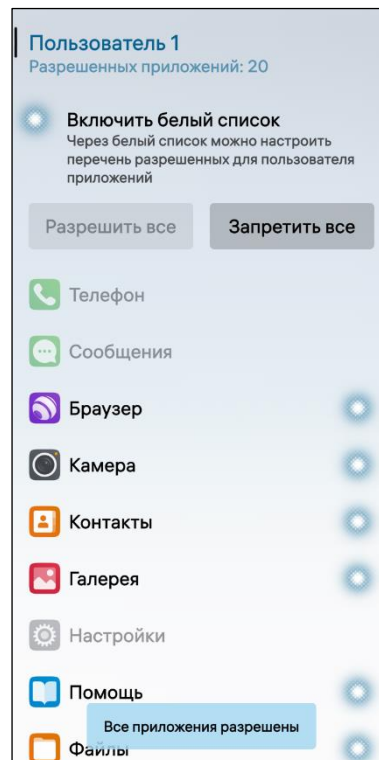 Пользователь 1
Разрешенных приложений: 20
Включить белый список
Через белый список можно настроить
перечень разрешенных для пользователя
приложений
Разрешить все
Запретить все
Телефон
Сообщения
Браузер
Камера
Контакты
Галерея
Настройки
Помощь
Все приложения разрешены
Файлы